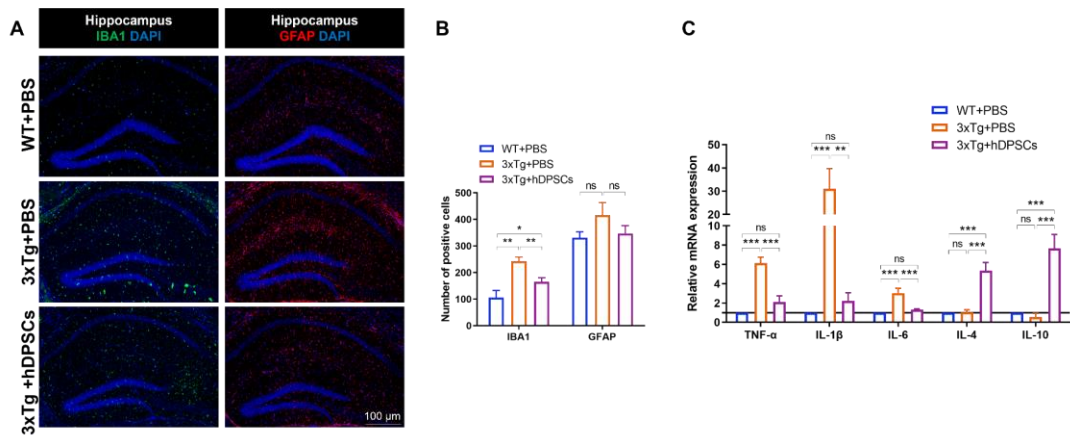 A
Hippocampus
IBA1 DAPI
Hippocampus
GFAP DAPI
WT+PBS
3xTg+PBS
3xTg +hDPSCs
100 µm
B
WT+PBS
3xTg+PBS
3xTg+hDPSCs
Number of positive cells
500
400
300
200
100
0
*
** **
ns ns
IBA1 GFAP
C
WT+PBS
3xTg+PBS
3xTg+hDPSCs
Relative mRNA expression
50
40
30
20
10
8
6
4
2
0
ns
*** ***
ns
*** **
ns
*** ***
***
ns ***
***
ns ***
TNF-α IL-1β IL-6 IL-4 IL-10